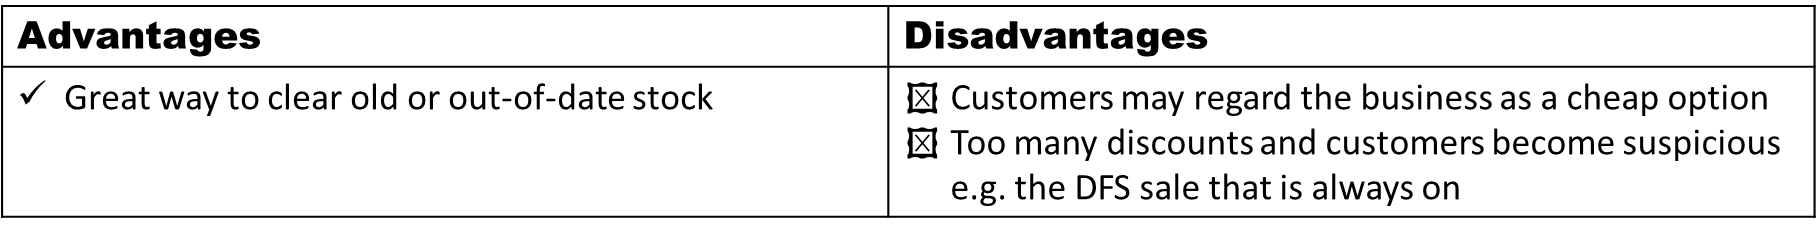 Advantages
Disadvantages
✓ Great way to clear old or out-of-date stock
☒ Customers may regard the business as a cheap option
☒ Too many discounts and customers become suspicious
e.g. the DFS sale that is always on